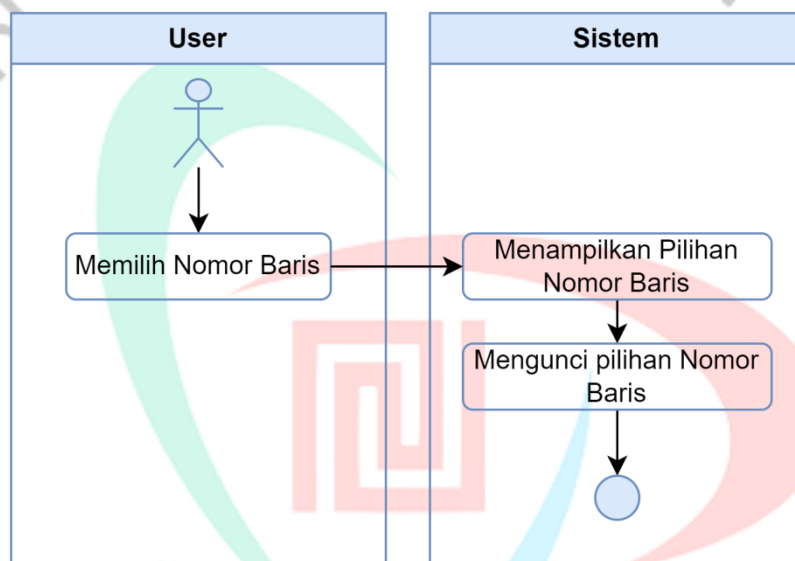 User
Sistem
Memilih Nomor Baris
Menampilkan Pilihan
Nomor Baris
Mengunci pilihan Nomor
Baris